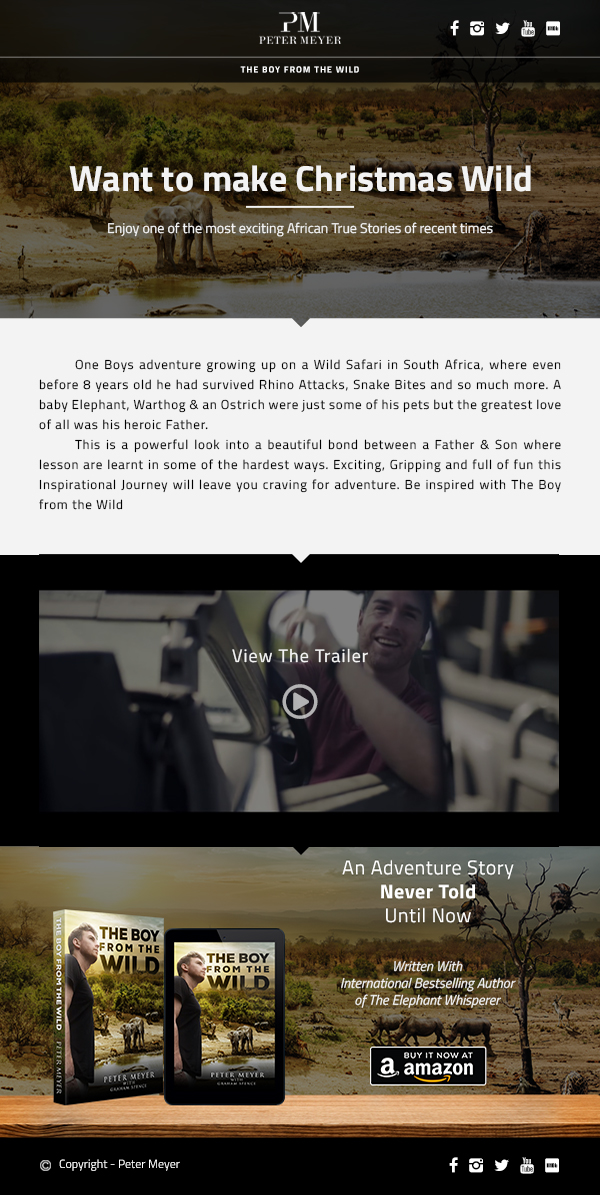 PM
PETER MEYER
You
Tube
IMDb
THE BOY FROM THE WILD
Want to make Christmas Wild
Enjoy one of the most exciting African True Stories of recent times
One Boys adventure growing up on a Wild Safari in South Africa, where even
before 8 years old he had survived Rhino Attacks, Snake Bites and so much more. A
baby Elephant, Warthog & an Ostrich were just some of his pets but the greatest love
of all was his heroic Father.
This is a powerful look into a beautiful bond between a Father & Son where
lesson are learnt in some of the hardest ways. Exciting, Gripping and full of fun this
Inspirational Journey will leave you craving for adventure. Be inspired with The Boy
from the Wild
View The Trailer
An Adventure Story
Never Told
Until Now
Written With
International Bestselling Author
of The Elephant Whisperer
THE BOY FROM THE WILD
PETER MEYER
THE BOY
FROM THE
WILD
PETER MEYER
WITH
GRAHAM SPENCE
THE BOY
FROM THE
WILD
PETER MEYER
WITH
GRAHAM SPENCE
a
BUY IT NOW AT
amazon
© Copyright - Peter Meyer
You
Tube
IMDb